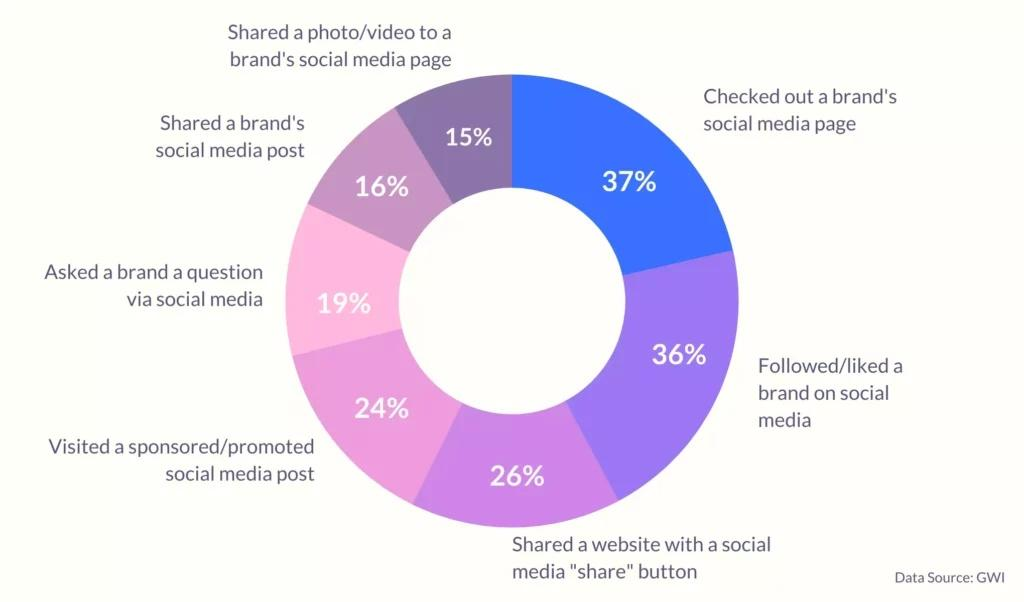 Shared a photo/video to a
brand's social media page
15%
Checked out a brand's
social media page
37%
Shared a brand's
social media post
16%
Asked a brand a question
via social media
19%
Followed/liked a
brand on social
media
36%
Visited a sponsored/promoted
social media post
24%
26%
Shared a website with a social
media "share" button
Data Source: GWI